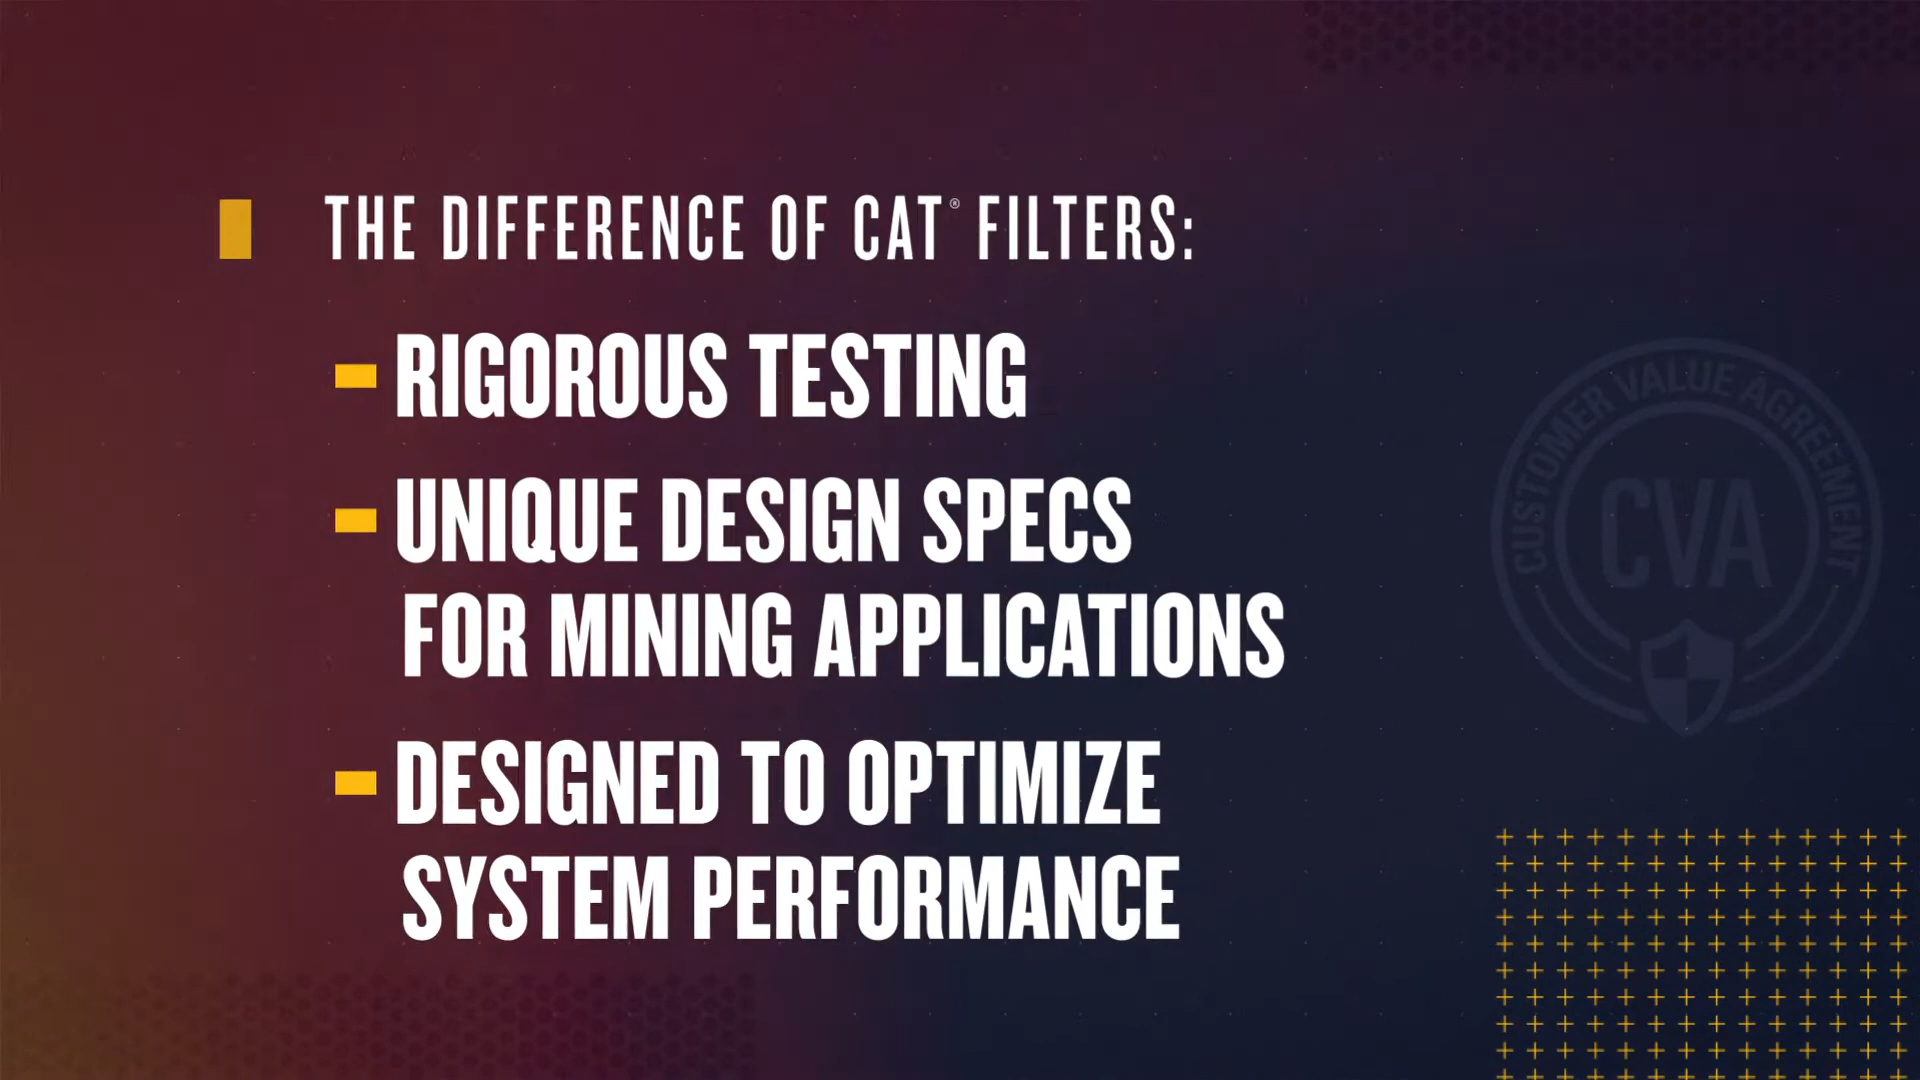 THE DIFFERENCE OF CAT® FILTERS:
- RIGOROUS TESTING
- UNIQUE DESIGN SPECS
FOR MINING APPLICATIONS
- DESIGNED TO OPTIMIZE
SYSTEM PERFORMANCE
CUSTOMER VALUE AGREEMENT
CVA